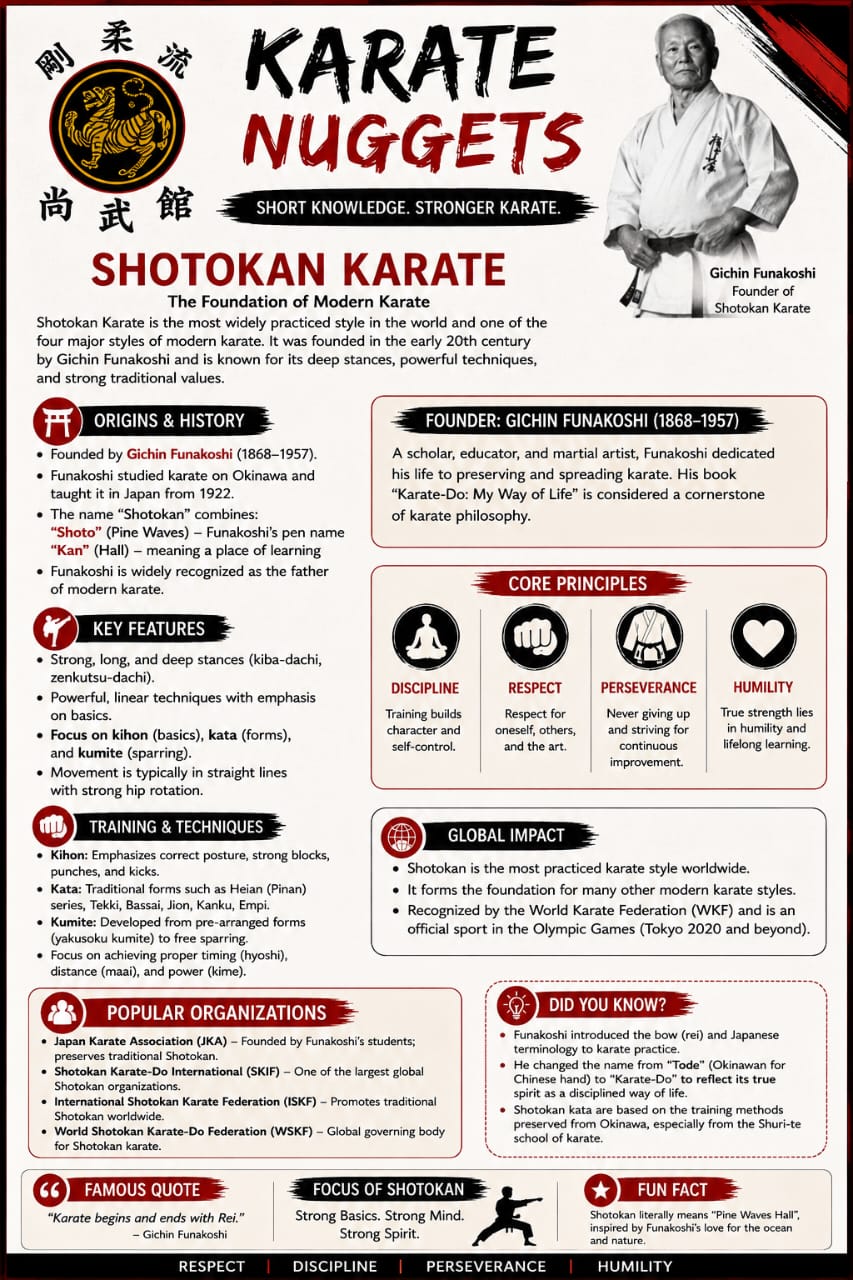 剛 柔 流
尚 武 館
KARATE
NUGGETS
SHORT KNOWLEDGE. STRONGER KARATE.
Gichin Funakoshi
Founder of
Shotokan Karate
SHOTOKAN KARATE
The Foundation of Modern Karate
Shotokan Karate is the most widely practiced style in the world and one of the
four major styles of modern karate. It was founded in the early 20th century
by Gichin Funakoshi and is known for its deep stances, powerful techniques,
and strong traditional values.
ORIGINS & HISTORY
• Founded by Gichin Funakoshi (1868–1957).
• Funakoshi studied karate on Okinawa and
taught it in Japan from 1922.
• The name “Shotokan” combines:
“Shoto” (Pine Waves) – Funakoshi’s pen name
“Kan” (Hall) – meaning a place of learning
• Funakoshi is widely recognized as the father
of modern karate.
FOUNDER: GICHIN FUNAKOSHI (1868–1957)
A scholar, educator, and martial artist, Funakoshi dedicated
his life to preserving and spreading karate. His book
“Karate-Do: My Way of Life” is considered a cornerstone
of karate philosophy.
KEY FEATURES
• Strong, long, and deep stances (kiba-dachi,
zenkutsu-dachi).
• Powerful, linear techniques with emphasis
on basics.
• Focus on kihon (basics), kata (forms),
and kumite (sparring).
• Movement is typically in straight lines
with strong hip rotation.
CORE PRINCIPLES
DISCIPLINE
Training builds
character and
self-control.
RESPECT
Respect for
oneself, others,
and the art.
PERSEVERANCE
Never giving up
and striving for
continuous
improvement.
HUMILITY
True strength lies
in humility and
lifelong learning.
TRAINING & TECHNIQUES
• Kihon: Emphasizes correct posture, strong blocks,
punches, and kicks.
• Kata: Traditional forms such as Heian (Pinan)
series, Tekki, Bassai, Jion, Kanku, Empi.
• Kumite: Developed from pre-arranged forms
(yakusoku kumite) to free sparring.
• Focus on achieving proper timing (hyoshi),
distance (maai), and power (kime).
GLOBAL IMPACT
• Shotokan is the most practiced karate style worldwide.
• It forms the foundation for many other modern karate styles.
• Recognized by the World Karate Federation (WKF) and is an
official sport in the Olympic Games (Tokyo 2020 and beyond).
POPULAR ORGANIZATIONS
• Japan Karate Association (JKA) – Founded by Funakoshi’s students;
preserves traditional Shotokan.
• Shotokan Karate-Do International (SKIF) – One of the largest global
Shotokan organizations.
• International Shotokan Karate Federation (ISKF) – Promotes traditional
Shotokan worldwide.
• World Shotokan Karate-Do Federation (WSKF) – Global governing body
for Shotokan karate.
DID YOU KNOW?
• Funakoshi introduced the bow (rei) and Japanese
terminology to karate practice.
• He changed the name from “Tode” (Okinawan for
Chinese hand) to “Karate-Do” to reflect its true
spirit as a disciplined way of life.
• Shotokan kata are based on the training methods
preserved from Okinawa, especially from the Shuri-te
school of karate.
FAMOUS QUOTE
“Karate begins and ends with Rei.”
– Gichin Funakoshi
FOCUS OF SHOTOKAN
Strong Basics. Strong Mind.
Strong Spirit.
FUN FACT
Shotokan literally means “Pine Waves Hall”,
inspired by Funakoshi’s love for the ocean
and nature.
RESPECT | DISCIPLINE | PERSEVERANCE | HUMILITY